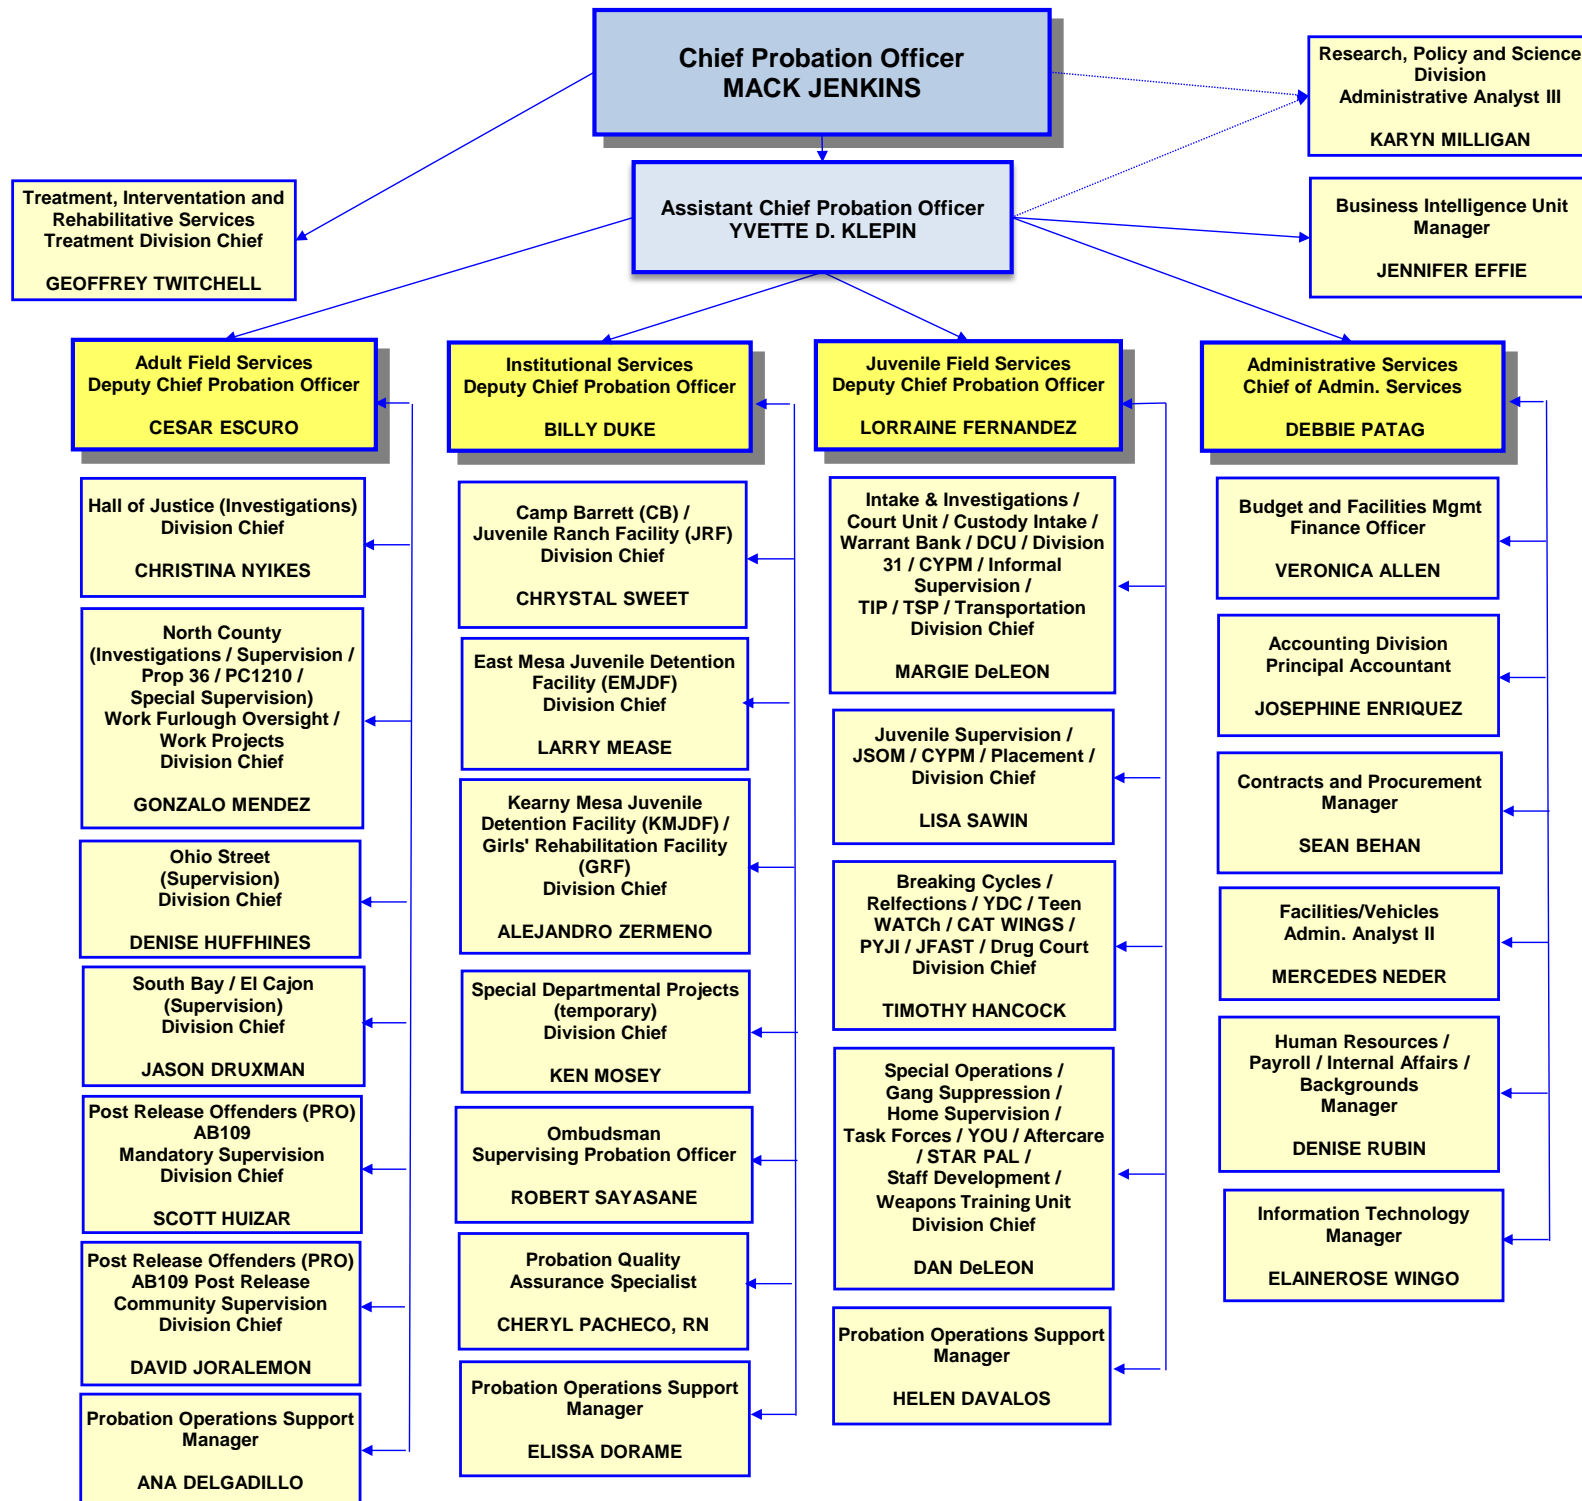 Chief Probation Officer
MACK JENKINS
Research, Policy and Science
Division
Administrative Analyst III
KARYN MILLIGAN
Assistant Chief Probation Officer
YVETTE D. KLEPIN
Treatment, Intervention and
Rehabilitative Services
Treatment Division Chief
GEOFFREY TWITCHELL
Business Intelligence Unit
Manager
JENNIFER EFFIE
Adult Field Services
Deputy Chief Probation Officer
CESAR ESCURO
Hall of Justice (Investigations)
Division Chief
CHRISTINA NYIKES
North County
(Investigations / Supervision /
Prop 36 / PC1210 /
Special Supervision)
Work Furlough Oversight /
Work Projects
Division Chief
GONZALO MENDEZ
Ohio Street
(Supervision)
Division Chief
DENISE HUFFHINES
South Bay / El Cajon
(Supervision)
Division Chief
JASON DRUXMAN
Post Release Offenders (PRO)
AB109
Mandatory Supervision
Division Chief
SCOTT HUIZAR
Post Release Offenders (PRO)
AB109 Post Release
Community Supervision
Division Chief
DAVID JORALEMON
Probation Operations Support
Manager
ANA DELGADILLO
Institutional Services
Deputy Chief Probation Officer
BILLY DUKE
Camp Barrett (CB) /
Juvenile Ranch Facility (JRF)
Division Chief
CHRYSTAL SWEET
East Mesa Juvenile Detention
Facility (EMJDF)
Division Chief
LARRY MEASE
Kearny Mesa Juvenile
Detention Facility (KMJDF) /
Girls' Rehabilitation Facility
(GRF)
Division Chief
ALEJANDRO ZERMENO
Special Departmental Projects
(temporary)
Division Chief
KEN MOSEY
Ombudsman
Supervising Probation Officer
ROBERT SAYASANE
Probation Quality
Assurance Specialist
CHERYL PACHECO, RN
Probation Operations Support
Manager
ELISSA DORAME
Juvenile Field Services
Deputy Chief Probation Officer
LORRAINE FERNANDEZ
Intake & Investigations /
Court Unit / Custody Intake /
Warrant Bank / DCU / Division
31 / CYPM / Informal
Supervision /
TIP / TSP / Transportation
Division Chief
MARGIE DeLEON
Juvenile Supervision /
JSOM / CYPM / Placement /
Division Chief
LISA SAWIN
Breaking Cycles /
Relfections / YDC / Teen
WATCh / CAT WINGS /
PYJI / JFAST / Drug Court
Division Chief
TIMOTHY HANCOCK
Special Operations /
Gang Suppression /
Home Supervision /
Task Forces / YOU / Aftercare
/ STAR PAL /
Staff Development /
Weapons Training Unit
Division Chief
DAN DeLEON
Probation Operations Support
Manager
HELEN DAVALOS
Administrative Services
Chief of Admin. Services
DEBBIE PATAG
Budget and Facilities Mgmt
Finance Officer
VERONICA ALLEN
Accounting Division
Principal Accountant
JOSEPHINE ENRIQUEZ
Contracts and Procurement
Manager
SEAN BEHAN
Facilities/Vehicles
Admin. Analyst II
MERCEDES NEDER
Human Resources /
Payroll / Internal Affairs /
Backgrounds
Manager
DENISE RUBIN
Information Technology
Manager
ELAINEROSE WINGO